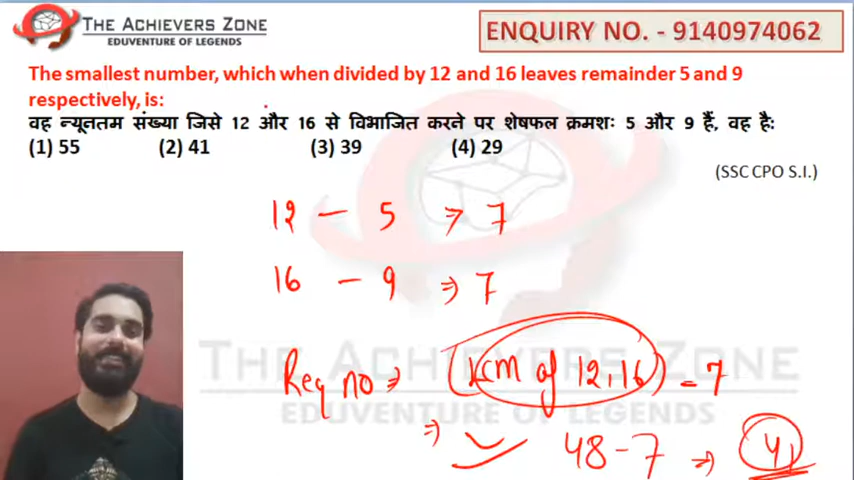 THE ACHIEVERS ZONE
EDUVENTURE OF LEGENDS
ENQUIRY NO. - 9140974062
The smallest number, which when divided by 12 and 16 leaves remainder 5 and 9
respectively, is:
वह न्यूनतम संख्या जिसे 12 और 16 से विभाजित करने पर शेषफल क्रमशः 5 और 9 हैं, वह है:
(1) 55 (2) 41 (3) 39 (4) 29
(SSC CPO S.I.)
12 - 5 => 7
16 - 9 => 7
THE ACHIEVERS ZONE
EDUVENTURE OF LEGENDS
Req no => (LCM of 12,16) - 7
=> 48-7 => 41